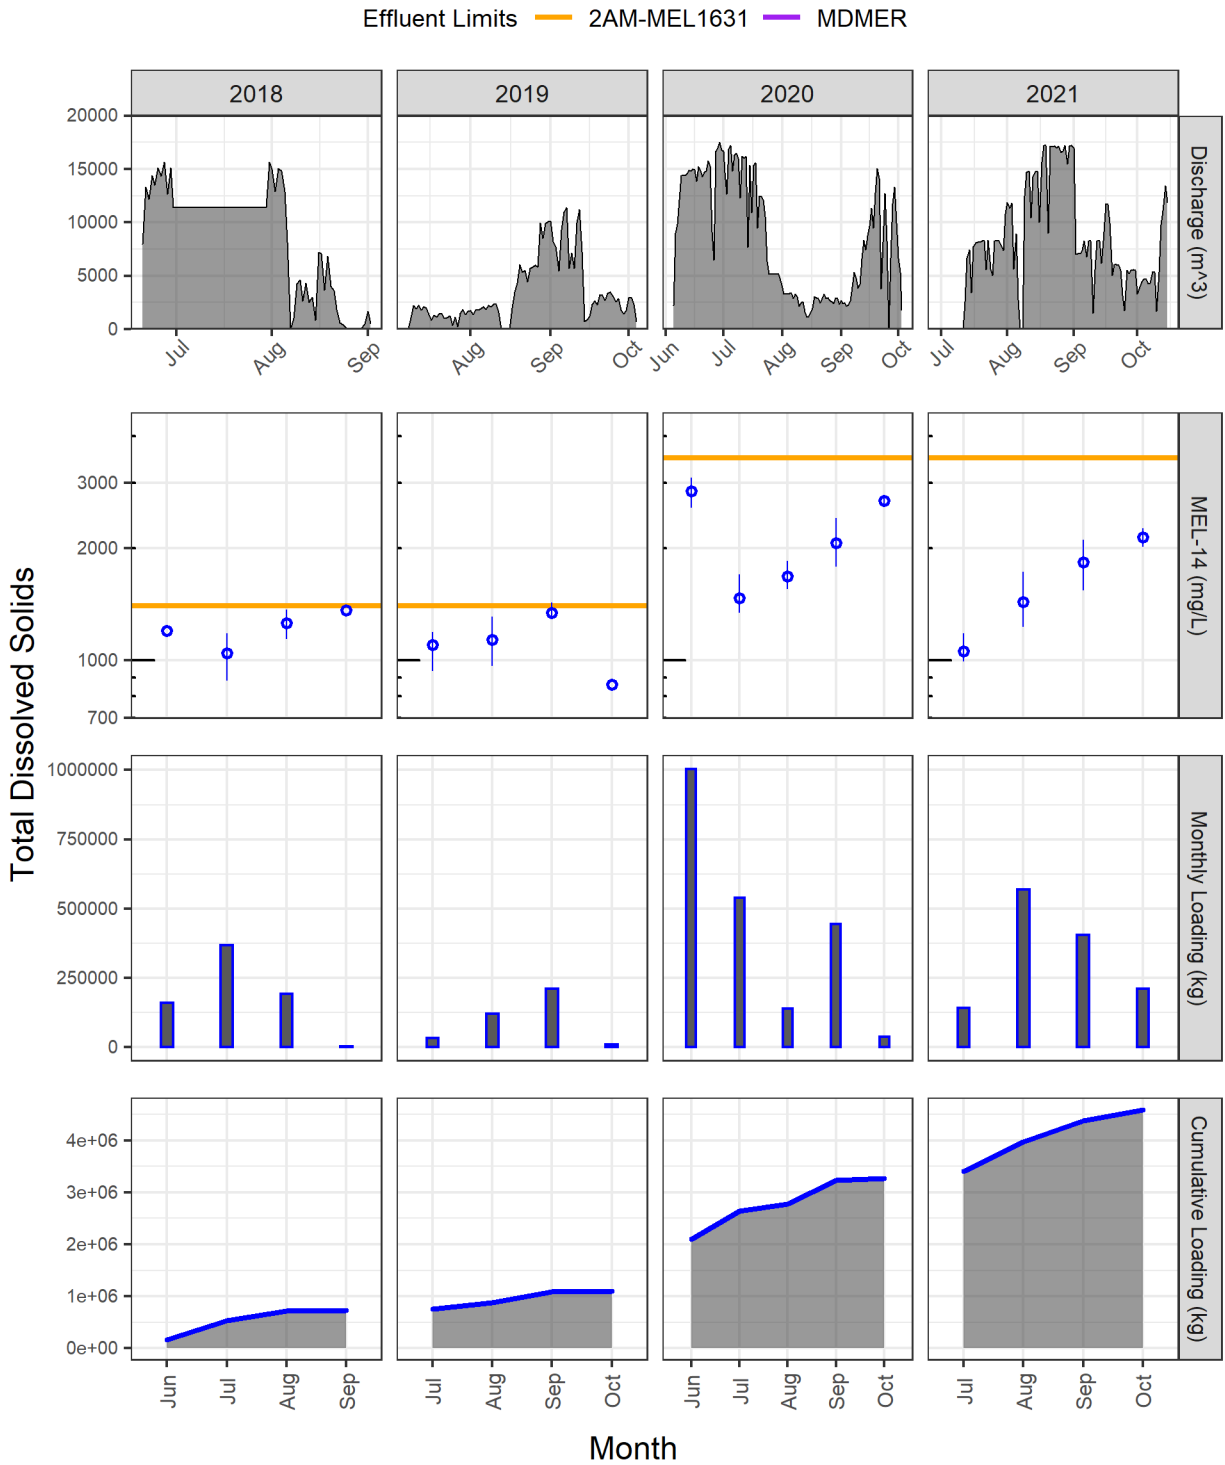 Effluent Limits 2AM-MEL1631 MDMER
2018 2019 2020 2021
20000
15000
10000
5000
0
Discharge (m^3)
Jul Aug Sep Aug Sep Oct Jun Jul Aug Sep Oct Jul Aug Sep Oct
Total Dissolved Solids
3000
2000
1000
700
MEL-14 (mg/L)
1000000
750000
500000
250000
0
Monthly Loading (kg)
4e+06
3e+06
2e+06
1e+06
0e+00
Cumulative Loading (kg)
Jun Jul Aug Sep Jul Aug Sep Oct Jun Jul Aug Sep Oct Jul Aug Sep Oct
Month